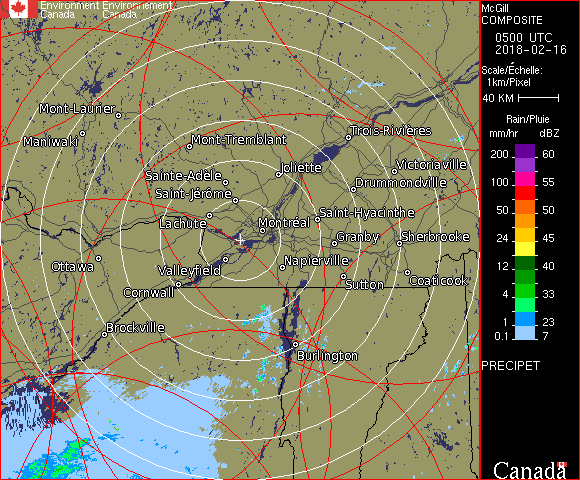 Environment Environnement
Canada Canada
McGill
COMPOSITE
0500 UTC
2018-02-16
Scale/Échelle:
1km/Pixel
40 KM
Rain/Pluie
mm/hr dBZ
200 60
150 57
100 55
50 50
24 45
12 40
4 33
1 23
0.1 7
PRECIPET
Canada
Mont-Laurier
Maniwaki
Mont-Tremblant
Trois-Rivières
Sainte-Adèle
Joliette
Victoriaville
Saint-Jérôme
Drummondville
Lachute
Montréal
Saint-Hyacinthe
Granby
Sherbrooke
Ottawa
Valleyfield
Napierville
Cornwall
Sutton
Coaticook
Brockville
Burlington